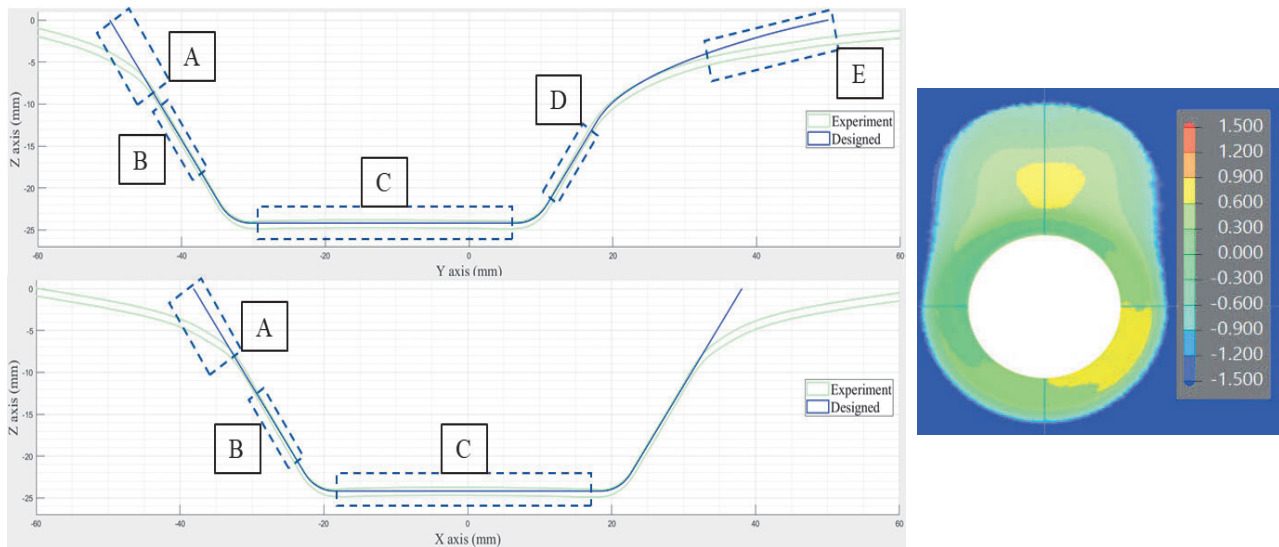 0
-5
-10
-15
-20
-25
Z axis (mm)
A
B
C
D
E
Experiment
Designed
-60
-40
-20
0
20
40
60
Y axis (mm)
0
-5
-10
-15
-20
-25
Z axis (mm)
A
B
C
Experiment
Designed
-60
-40
-20
0
20
40
60
X axis (mm)
1.500
1.200
0.900
0.600
0.300
0.000
-0.300
-0.600
-0.900
-1.200
-1.500